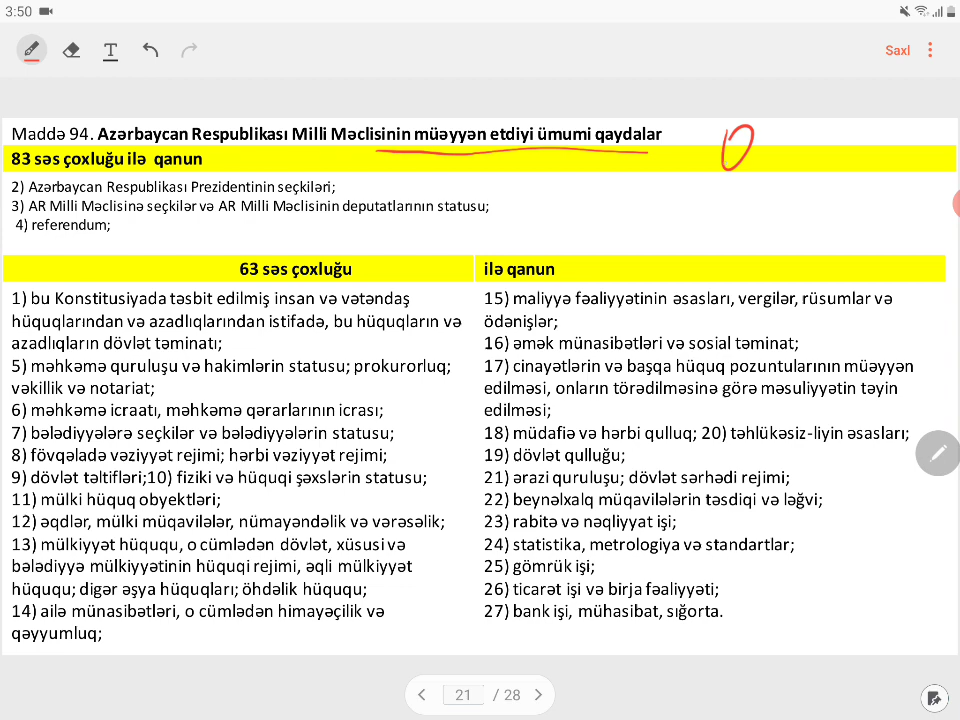 3:50
T
Saxl
Maddə 94. Azərbaycan Respublikası Milli Məclisinin müəyyən etdiyi ümumi qaydalar
83 səs çoxluğu ilə qanun
2) Azərbaycan Respublikası Prezidentinin seçkiləri;
3) AR Milli Məclisinə seçkilər və AR Milli Məclisinin deputatlarının statusu;
4) referendum;
63 səs çoxluğu
1) bu Konstitusiyada təsbit edilmiş insan və vətəndaş
hüquqlarından və azadlıqlarından istifadə, bu hüquqların və
azadlıqların dövlət təminatı;
5) məhkəmə quruluşu və hakimlərin statusu; prokurorluq;
vəkillik və notariat;
6) məhkəmə icraatı, məhkəmə qərarlarının icrası;
7) bələdiyyələrə seçkilər və bələdiyyələrin statusu;
8) fövqəladə vəziyyət rejimi; hərbi vəziyyət rejimi;
9) dövlət təltifləri;10) fiziki və hüquqi şəxslərin statusu;
11) mülki hüquq obyektləri;
12) əqdlər, mülki müqavilələr, nümayəndəlik və vərəsəlik;
13) mülkiyyət hüququ, o cümlədən dövlət, xüsusi və
bələdiyyə mülkiyyətinin hüquqi rejimi, əqli mülkiyyət
hüququ; digər əşya hüquqları; öhdəlik hüququ;
14) ailə münasibətləri, o cümlədən himayəçilik və
qəyyumluq;
ilə qanun
15) maliyyə fəaliyyətinin əsasları, vergilər, rüsumlar və
ödənişlər;
16) əmək münasibətləri və sosial təminat;
17) cinayətlərin və başqa hüquq pozuntularının müəyyən
edilməsi, onların törədilməsinə görə məsuliyyətin təyin
edilməsi;
18) müdafiə və hərbi qulluq; 20) təhlükəsiz-liyin əsasları;
19) dövlət qulluğu;
21) ərazi quruluşu; dövlət sərhədi rejimi;
22) beynəlxalq müqavilələrin təsdiqi və ləğvi;
23) rabitə və nəqliyyat işi;
24) statistika, metrologiya və standartlar;
25) gömrük işi;
26) ticarət işi və birja fəaliyyəti;
27) bank işi, mühasibat, sığorta.
21 / 28